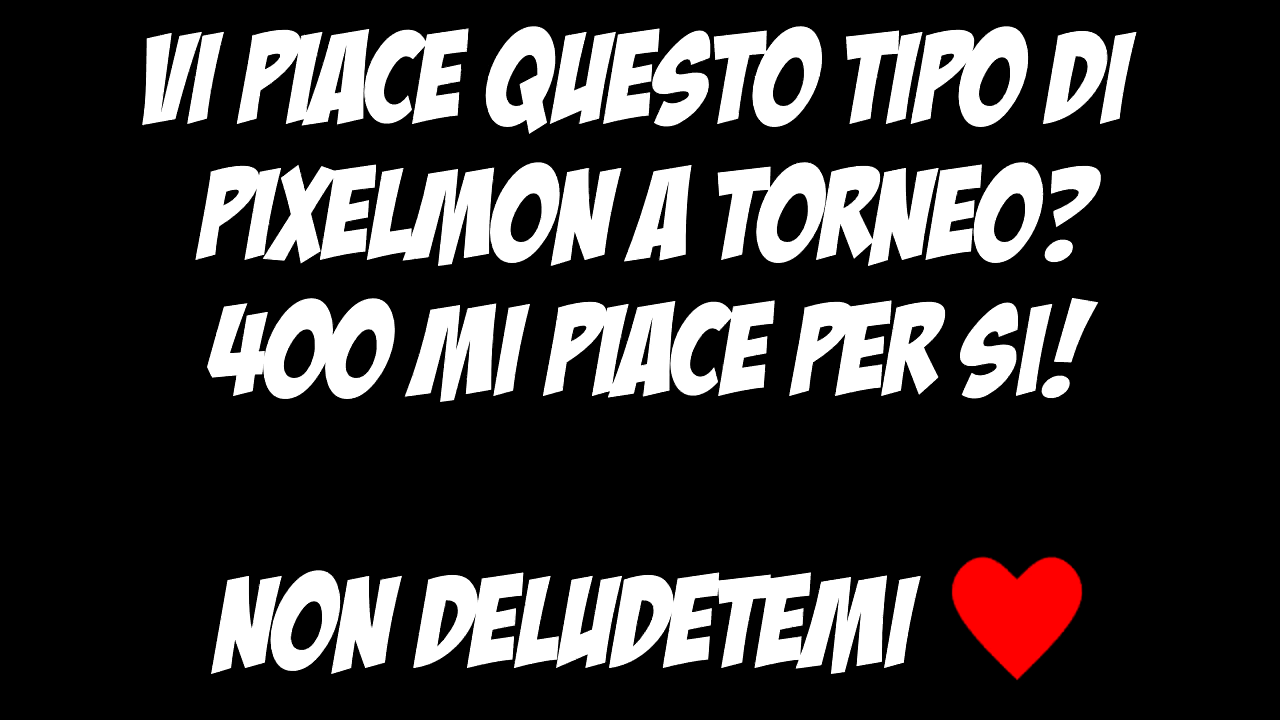 VI PIACE QUESTO TIPO DI
PIXELMON A TORNEO?
400 MI PIACE PER SI!
NON DELUDETEMI